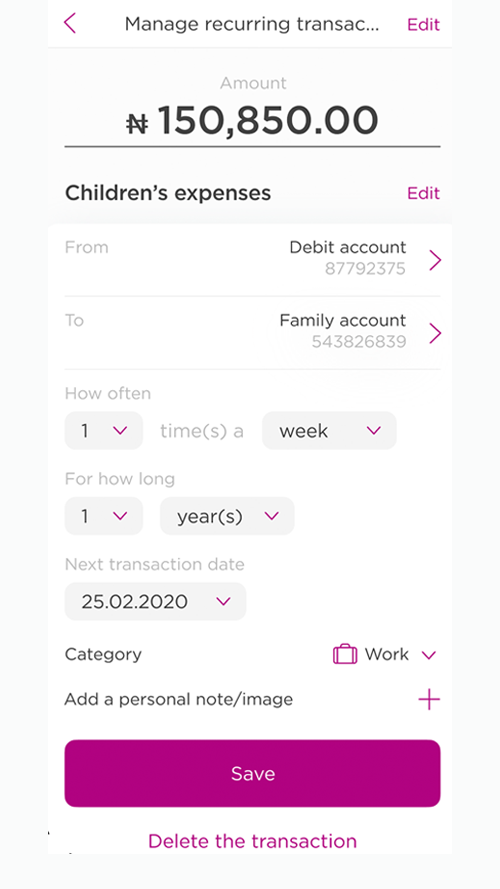 Manage recurring transac... Edit
Amount
₦ 150,850.00
Children’s expenses Edit
From Debit account
87792375
To Family account
543826839
How often
1 time(s) a week
For how long
1 year(s)
Next transaction date
25.02.2020
Category Work
Add a personal note/image
Save
Delete the transaction